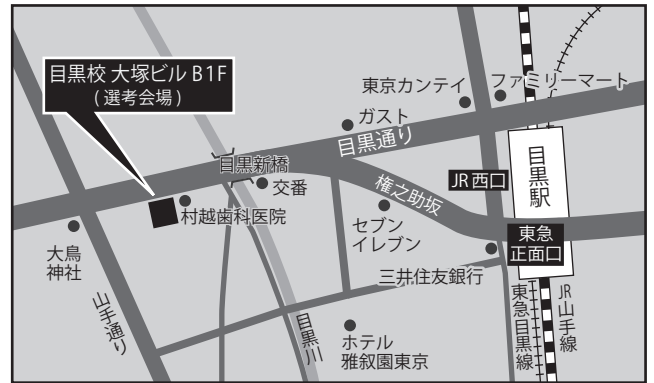 目黒校 大塚ビル B1F
(選考会場)
東京カンテイ
ファミリーマート
ガスト
目黒通り
目黒新橋
交番
権之助坂
JR西口
目黒駅
村越歯科医院
セブン
イレブン
東急
正面口
大鳥
神社
三井住友銀行
山手通り
目黒川
ホテル
雅叙園東京
東急目黒線
JR山手線